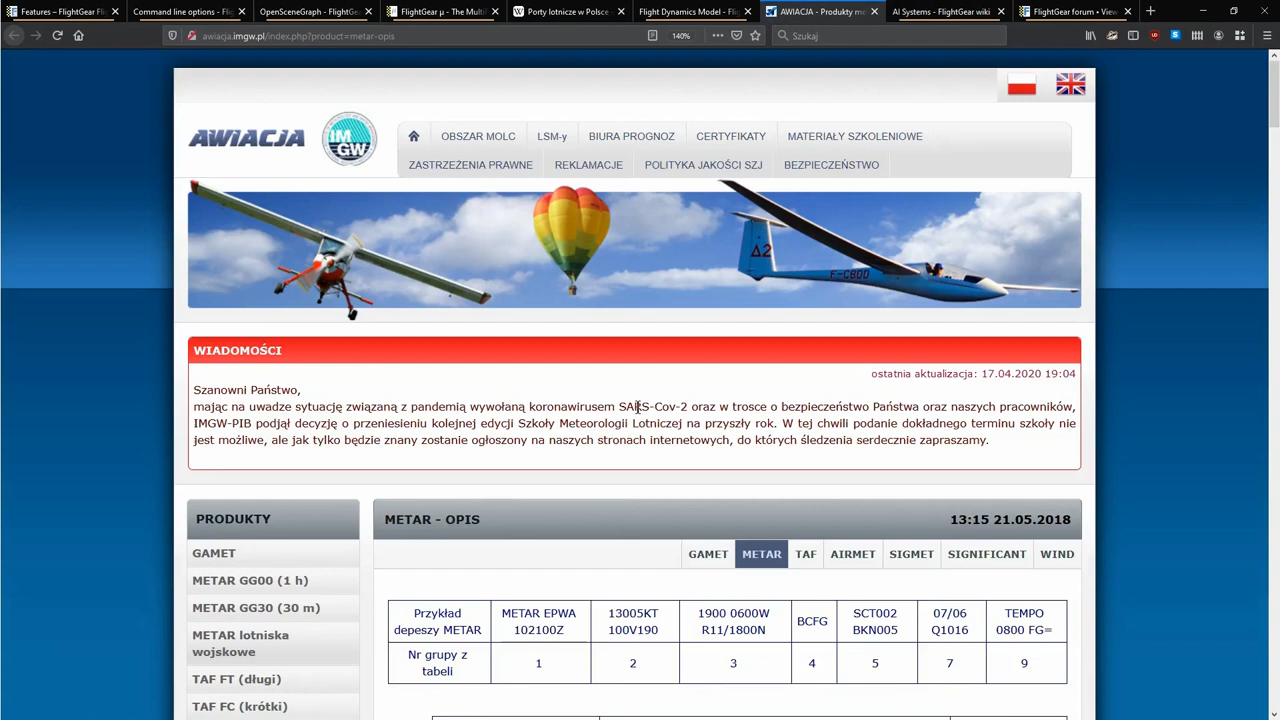 Features – FlightGear Fli
Command line options - Fli
OpenSceneGraph - FlightGe
FlightGear μ - The MultiP
Porty lotnicze w Polsce –
Flight Dynamics Model - Fli
AWIACJA - Produkty me
AI Systems - FlightGear wiki
FlightGear forum • View
awiacja.imgw.pl/index.php?product=metar-opis
140%
Szukaj
AWIACJA
IM
GW
OBSZAR MOLC
LSM-y
BIURA PROGNOZ
CERTYFIKATY
MATERIAŁY SZKOLENIOWE
ZASTRZEŻENIA PRAWNE
REKLAMACJE
POLITYKA JAKOŚCI SZJ
BEZPIECZEŃSTWO
Δ2
F-CBDD
WIADOMOŚCI
ostatnia aktualizacja: 17.04.2020 19:04
Szanowni Państwo,
mając na uwadze sytuację związaną z pandemią wywołaną koronawirusem SARS-Cov-2 oraz w trosce o bezpieczeństwo Państwa oraz naszych pracowników,
IMGW-PIB podjął decyzję o przeniesieniu kolejnej edycji Szkoły Meteorologii Lotniczej na przyszły rok. W tej chwili podanie dokładnego terminu szkoły nie
jest możliwe, ale jak tylko będzie znany zostanie ogłoszony na naszych stronach internetowych, do których śledzenia serdecznie zapraszamy.
PRODUKTY
GAMET
METAR GG00 (1 h)
METAR GG30 (30 m)
METAR lotniska
wojskowe
TAF FT (długi)
TAF FC (krótki)
METAR - OPIS
13:15 21.05.2018
GAMET
METAR
TAF
AIRMET
SIGMET
SIGNIFICANT
WIND
Przykład
depeszy METAR
METAR EPWA
102100Z
13005KT
100V190
1900 0600W
R11/1800N
BCFG
SCT002
BKN005
07/06
Q1016
TEMPO
0800 FG=
Nr grupy z
tabeli
1
2
3
4
5
7
9